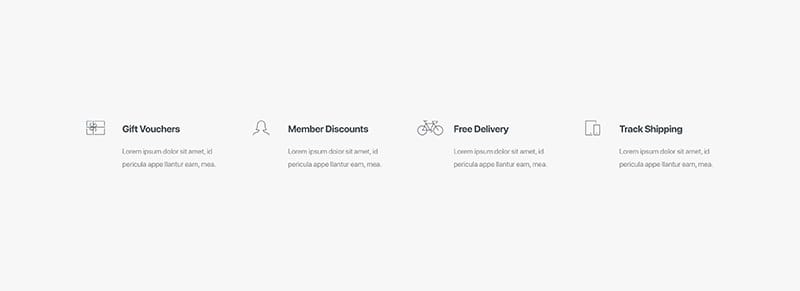 Gift Vouchers
Lorem ipsum dolor sit amet, id
pericula appe llantur eam, mea.
Member Discounts
Lorem ipsum dolor sit amet, id
pericula appe llantur eam, mea.
Free Delivery
Lorem ipsum dolor sit amet, id
pericula appe llantur eam, mea.
Track Shipping
Lorem ipsum dolor sit amet, id
pericula appe llantur eam, mea.